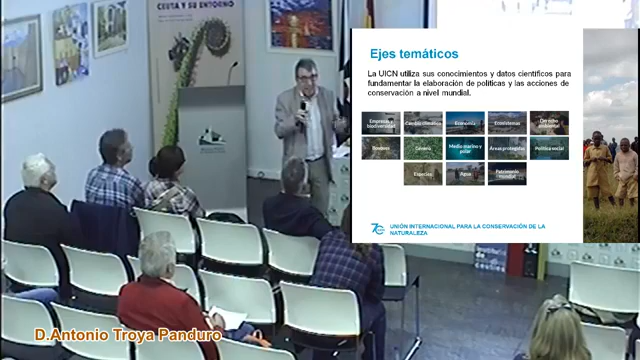 CEUTA Y SU ENTORNO
Ejes temáticos
La UICN utiliza sus conocimientos y datos científicos para
fundamentar la elaboración de políticas y las acciones de
conservación a nivel mundial.
Empresas y
biodiversidad
Cambio climático
Economía
Ecosistemas
Derecho
ambiental
Bosques
Género
Medio marino y
polar
Áreas protegidas
Política social
Especies
Agua
Patrimonio
mundial
UNIÓN INTERNACIONAL PARA LA CONSERVACIÓN DE LA
NATURALEZA
D.Antonio Troya Panduro